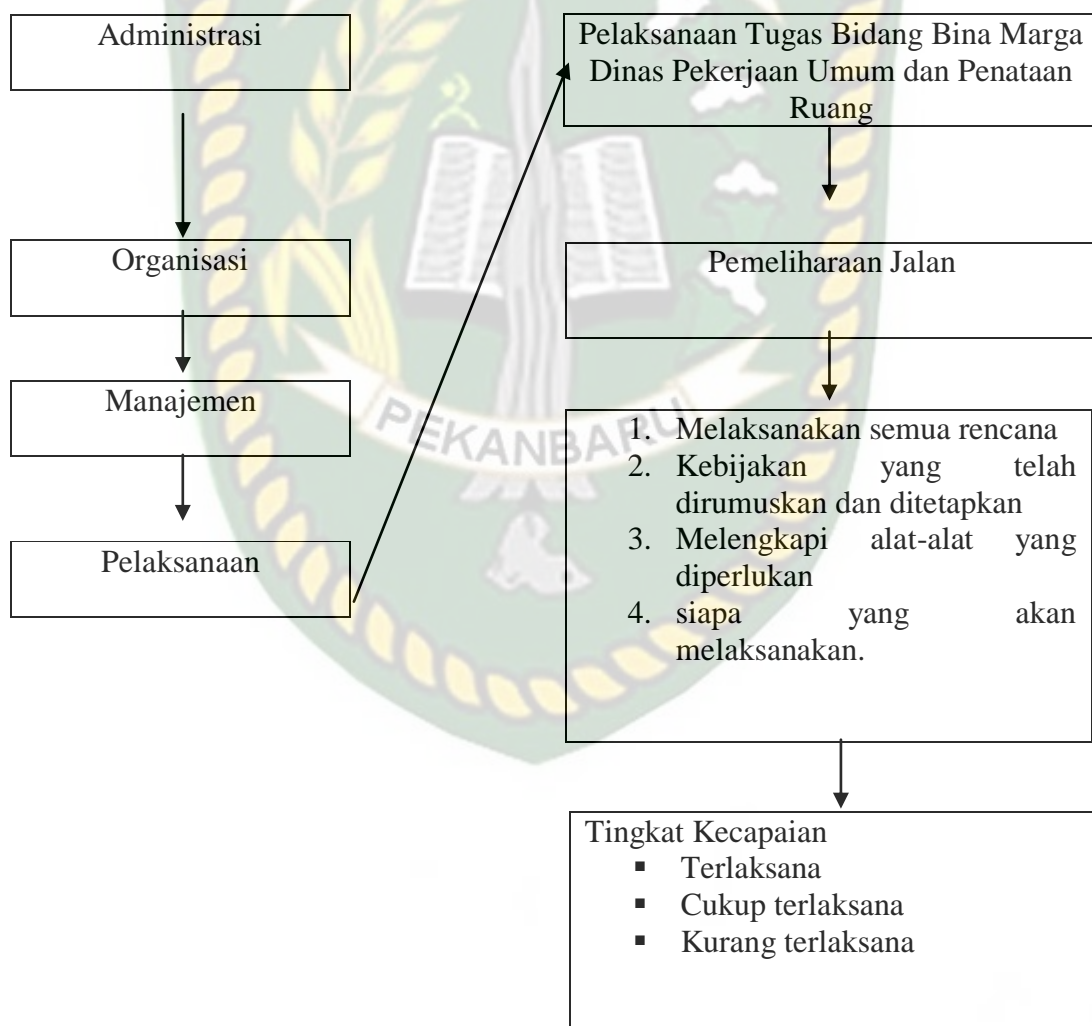 Administrasi
Organisasi
Manajemen
Pelaksanaan
Pelaksanaan Tugas Bidang Bina Marga
Dinas Pekerjaan Umum dan Penataan
Ruang
Pemeliharaan Jalan
1. Melaksanakan semua rencana
2. Kebijakan yang telah
dirumuskan dan ditetapkan
3. Melengkapi alat-alat yang
diperlukan
4. siapa yang akan
melaksanakan.
Tingkat Kecapaian
▪ Terlaksana
▪ Cukup terlaksana
▪ Kurang terlaksana
PEKANBARU